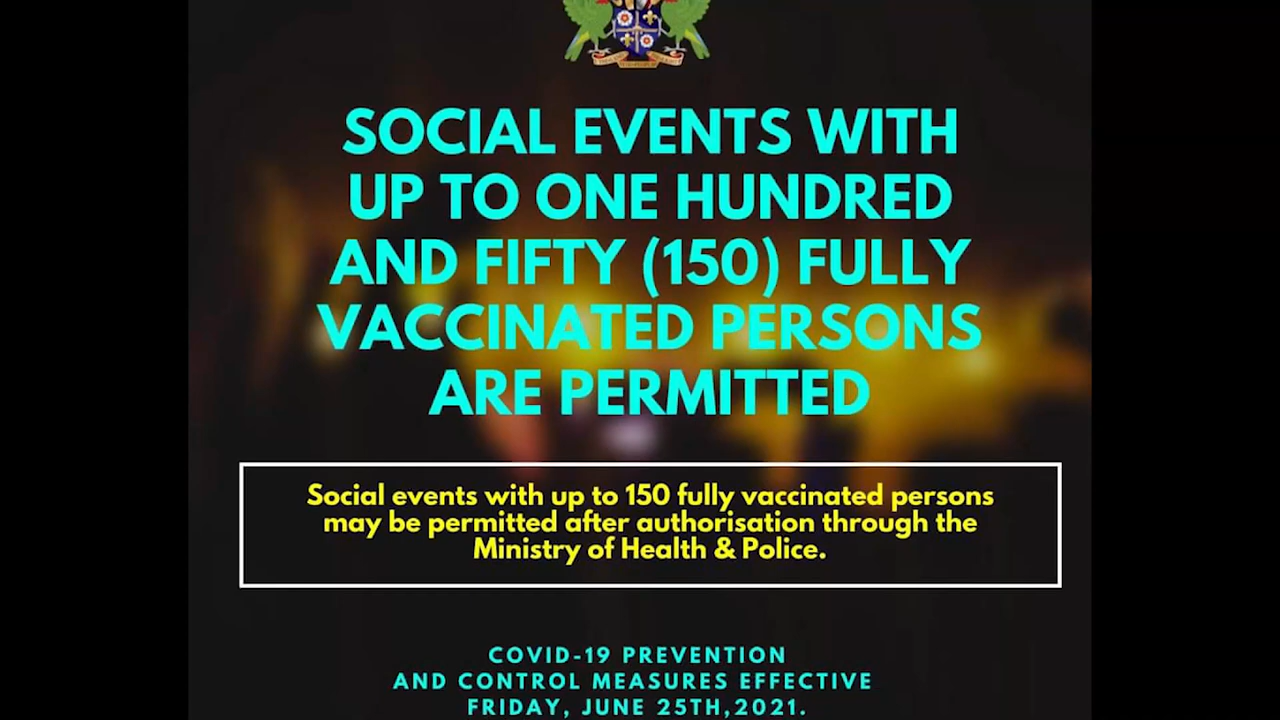 SOCIAL EVENTS WITH
UP TO ONE HUNDRED
AND FIFTY (150) FULLY
VACCINATED PERSONS
ARE PERMITTED
Social events with up to 150 fully vaccinated persons
may be permitted after authorisation through the
Ministry of Health & Police.
COVID-19 PREVENTION
AND CONTROL MEASURES EFFECTIVE
FRIDAY, JUNE 25TH,2021.